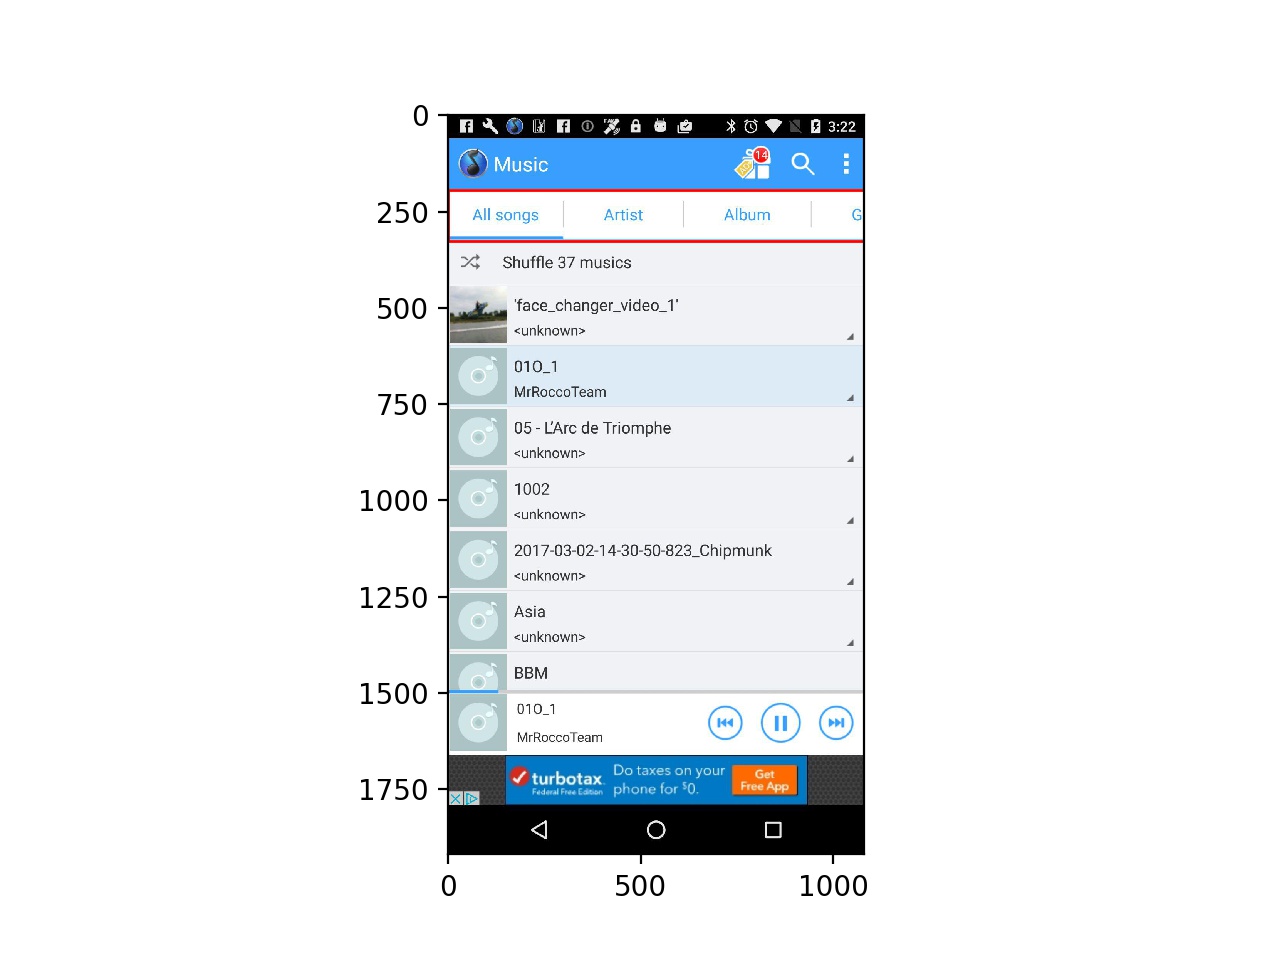 0
250
500
750
1000
1250
1500
1750
0 500 1000
3:22
Music
14
All songs Artist Album G
Shuffle 37 musics
'face_changer_video_1'
<unknown>
01O_1
MrRoccoTeam
05 - L'Arc de Triomphe
<unknown>
1002
<unknown>
2017-03-02-14-30-50-823_Chipmunk
<unknown>
Asia
<unknown>
BBM
01O_1
MrRoccoTeam
turbotax.
Federal Free Edition
Do taxes on your
phone for $0.
Get
Free App